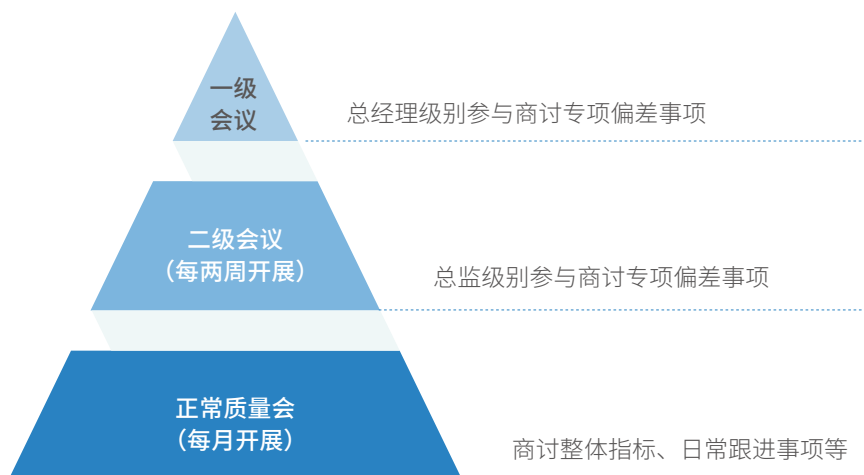 一级
会议
总经理级别参与商讨专项偏差事项
二级会议
（每两周开展）
总监级别参与商讨专项偏差事项
正常质量会
（每月开展）
商讨整体指标、日常跟进事项等